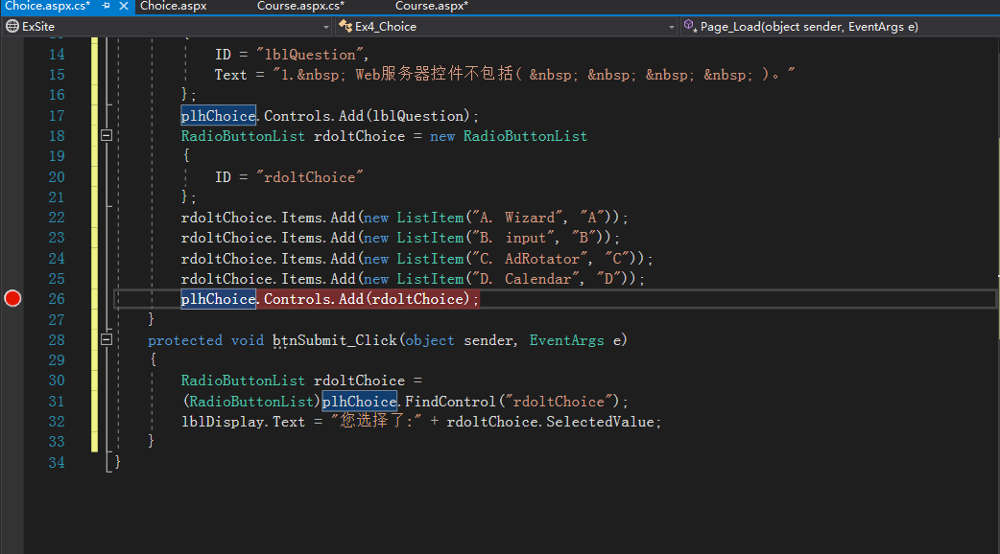 Choice.aspx.cs* Choice.aspx Course.aspx.cs* Course.aspx*
ExSite Ex4_Choice Page_Load(object sender, EventArgs e)
14 ID = "lblQuestion",
15 Text = "1.&nbsp; Web服务器控件不包括( &nbsp; &nbsp; &nbsp; &nbsp; )。"
16 };
17 plhChoice.Controls.Add(lblQuestion);
18 RadioButtonList rdoltChoice = new RadioButtonList
19 {
20 ID = "rdoltChoice"
21 };
22 rdoltChoice.Items.Add(new ListItem("A. Wizard", "A"));
23 rdoltChoice.Items.Add(new ListItem("B. input", "B"));
24 rdoltChoice.Items.Add(new ListItem("C. AdRotator", "C"));
25 rdoltChoice.Items.Add(new ListItem("D. Calendar", "D"));
26 plhChoice.Controls.Add(rdoltChoice);
27 }
28 protected void btnSubmit_Click(object sender, EventArgs e)
29 {
30 RadioButtonList rdoltChoice =
31 (RadioButtonList)plhChoice.FindControl("rdoltChoice");
32 lblDisplay.Text = "您选择了:" + rdoltChoice.SelectedValue;
33 }
34 }